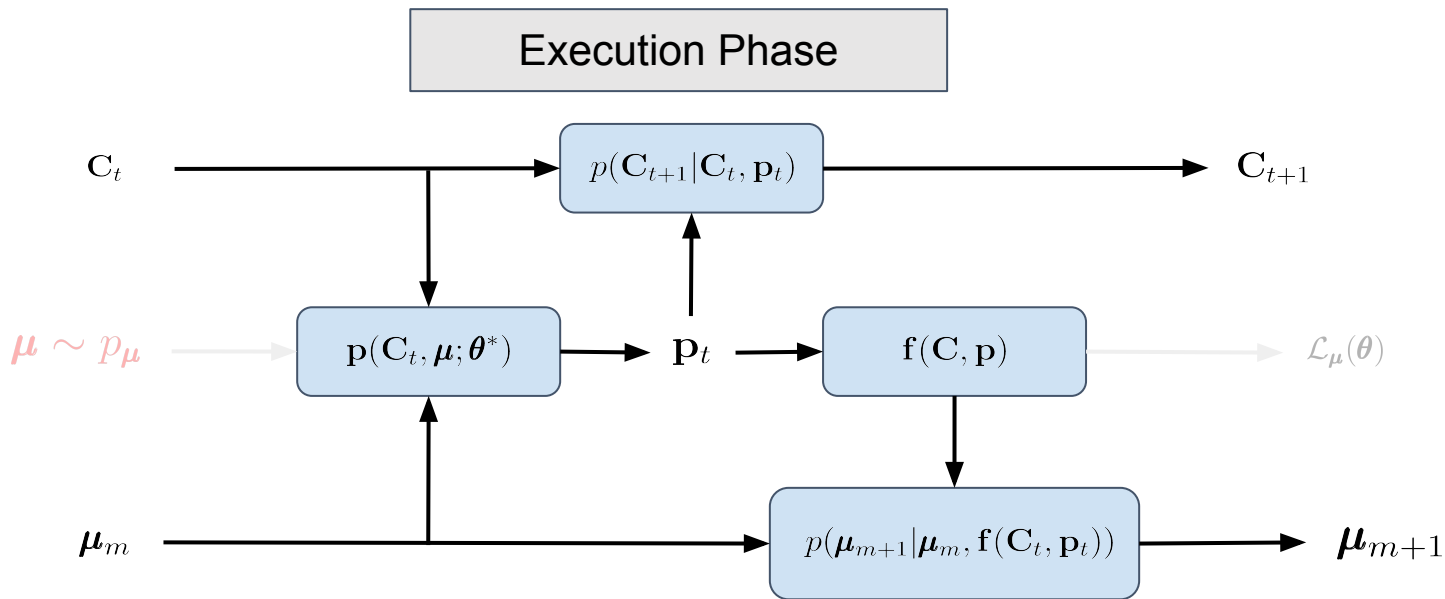 Execution Phase
C_t
p(C_{t+1}|C_t, p_t)
C_{t+1}
μ ∼ p_μ
p(C_t, μ; θ*)
p_t
f(C, p)
ℒ_μ(θ)
μ_m
p(μ_{m+1}|μ_m, f(C_t, p_t))
μ_{m+1}